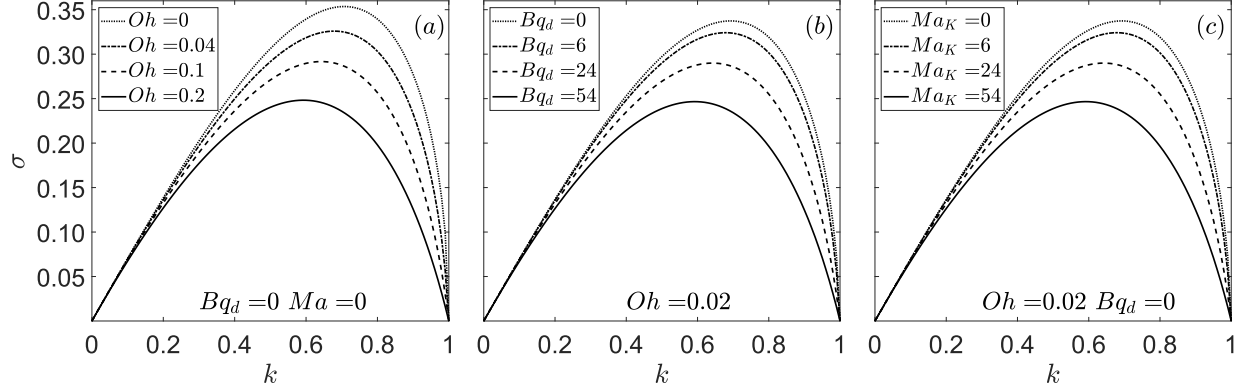 (a)
Oh =0
Oh =0.04
Oh =0.1
Oh =0.2
Bq_d =0 Ma =0
σ
0.35
0.30
0.25
0.20
0.15
0.10
0.05
0 0.2 0.4 0.6 0.8 1
k
(b)
Bq_d =0
Bq_d =6
Bq_d =24
Bq_d =54
Oh =0.02
0 0.2 0.4 0.6 0.8 1
k
(c)
Ma_K =0
Ma_K =6
Ma_K =24
Ma_K =54
Oh =0.02 Bq_d =0
0 0.2 0.4 0.6 0.8 1
k